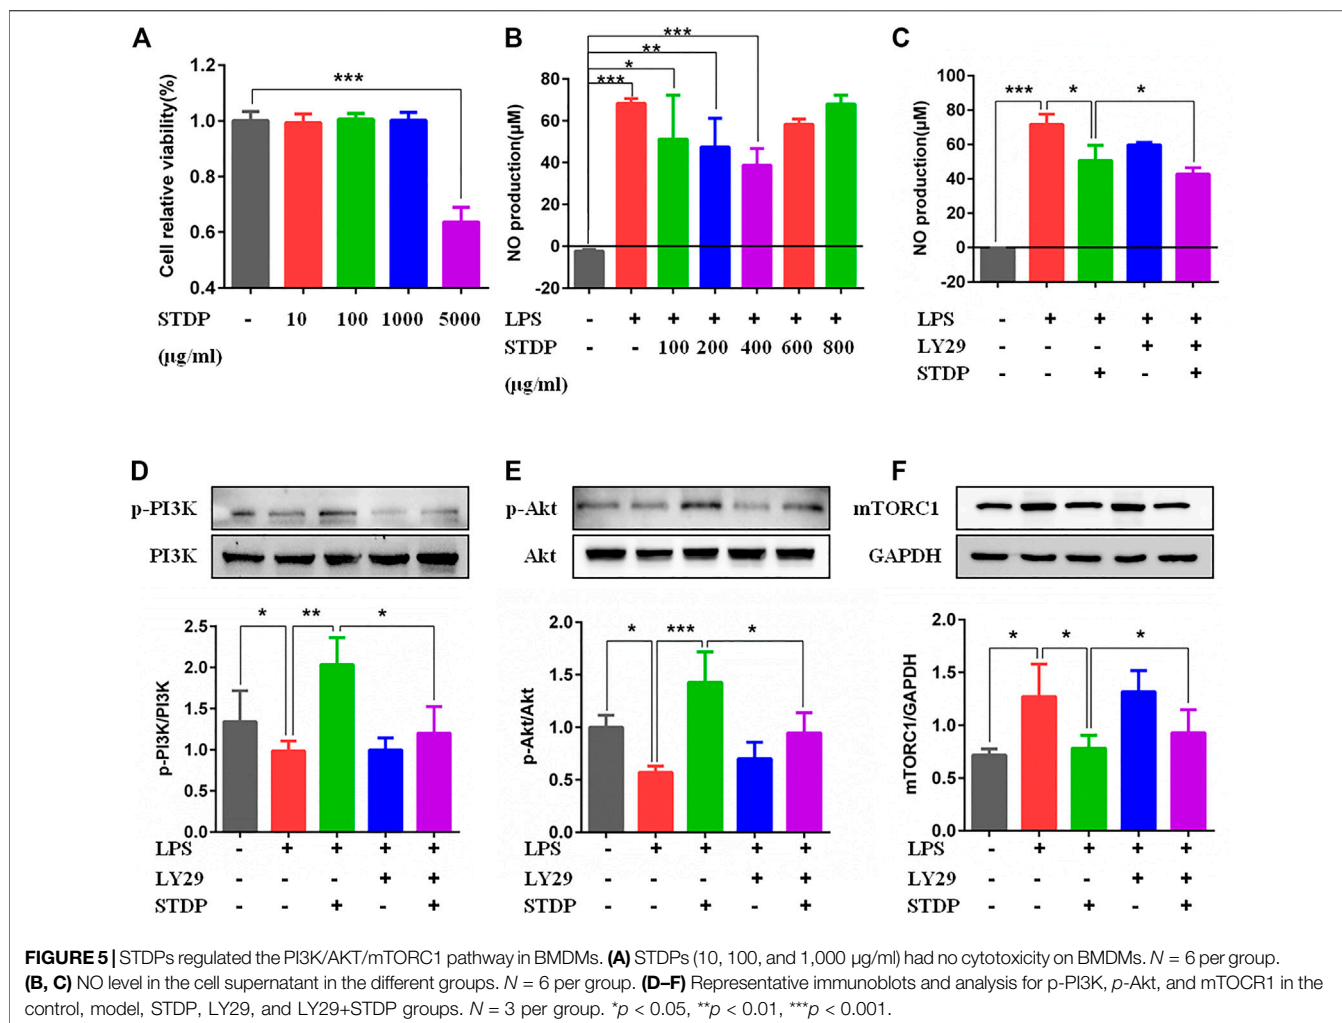 A
Cell relative viability(%)
1.2
1.0
0.8
0.6
0.4
***
STDP - 10 100 1000 5000
(μg/ml)
B
NO production(μM)
80
60
40
20
0
-20
***
**
*
***
LPS - + + + + + +
STDP - - 100 200 400 600 800
(μg/ml)
C
NO production(μM)
100
80
60
40
20
0
-20
*** * *
LPS - + + + +
LY29 - - - + +
STDP - - + - +
D
p-PI3K
PI3K
p-PI3K/PI3K
2.5
2.0
1.5
1.0
0.5
0.0
* ** *
LPS - + + + +
LY29 - - - + +
STDP - - + - +
E
p-Akt
Akt
p-Akt/Akt
2.0
1.5
1.0
0.5
0.0
* *** *
LPS - + + + +
LY29 - - - + +
STDP - - + - +
F
mTORC1
GAPDH
mTORC1/GAPDH
2.0
1.5
1.0
0.5
0.0
* * *
LPS - + + + +
LY29 - - - + +
STDP - - + - +
FIGURE 5 | STDPs regulated the PI3K/AKT/mTORC1 pathway in BMDMs. (A) STDPs (10, 100, and 1,000 μg/ml) had no cytotoxicity on BMDMs. N = 6 per group.
(B, C) NO level in the cell supernatant in the different groups. N = 6 per group. (D–F) Representative immunoblots and analysis for p-PI3K, p-Akt, and mTOCR1 in the
control, model, STDP, LY29, and LY29+STDP groups. N = 3 per group. *p < 0.05, **p < 0.01, ***p < 0.001.